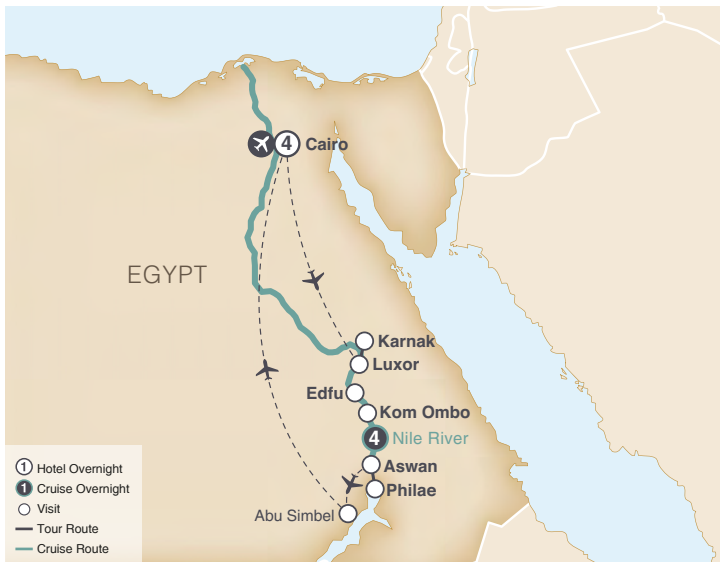 4 Cairo
EGYPT
Karnak
Luxor
Edfu
Kom Ombo
4 Nile River
Aswan
Philae
Abu Simbel
1 Hotel Overnight
1 Cruise Overnight
Visit
Tour Route
Cruise Route